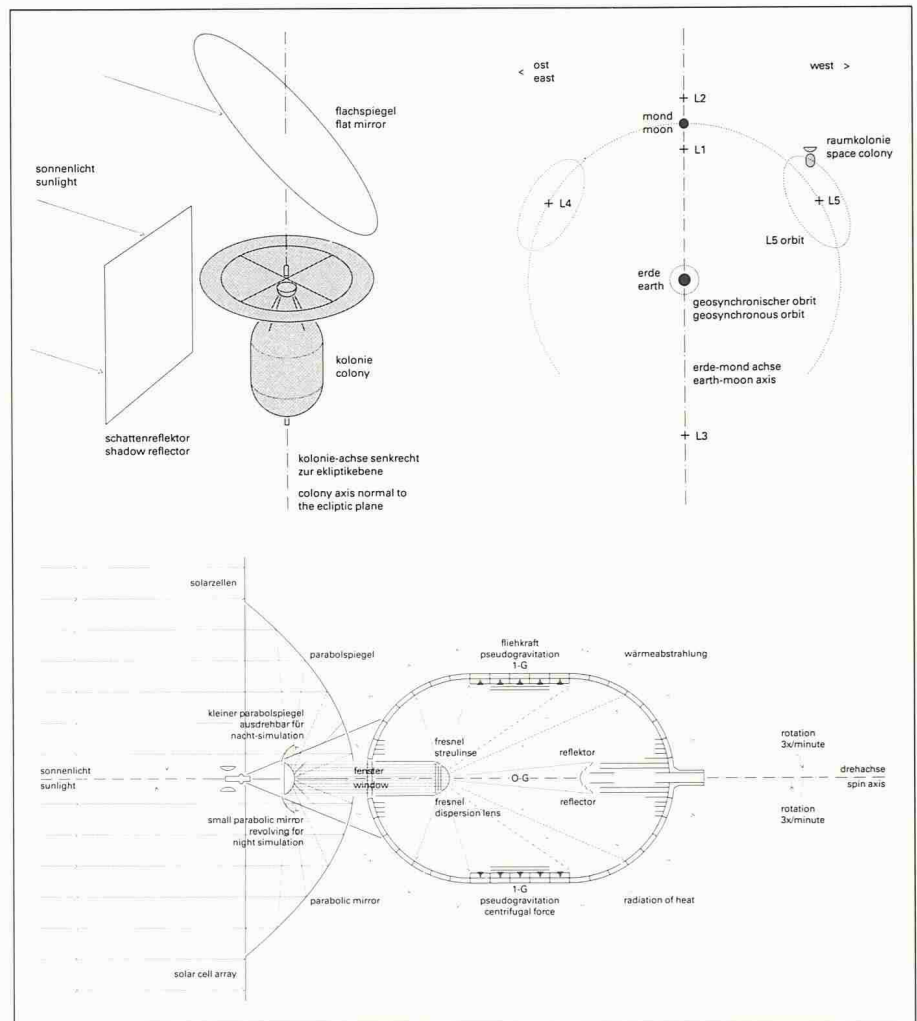 flachspiegel
flat mirror
sonnenlicht
sunlight
kolonie
colony
schattenreflektor
shadow reflector
kolonie-achse senkrecht
zur ekliptikebene
colony axis normal to
the ecliptic plane
< ost
east
west >
L2
mond
moon
L1
raumkolonie
space colony
L4
L5
L5 orbit
erde
earth
geosynchronischer obrit
geosynchronous orbit
erde-mond achse
earth-moon axis
L3
solarzellen
parabolspiegel
fliehkraft
pseudogravitation
1-G
wärmeabstrahlung
kleiner parabolspiegel
ausdrehbar für
nacht-simulation
fresnel
streulinse
reflektor
rotation
3x/minute
sonnenlicht
sunlight
fenster
window
O-G
drehachse
spin axis
fresnel
dispersion lens
reflector
rotation
3x/minute
small parabolic mirror
revolving for
night simulation
parabolic mirror
1-G
pseudogravitation
centrifugal force
radiation of heat
solar cell array